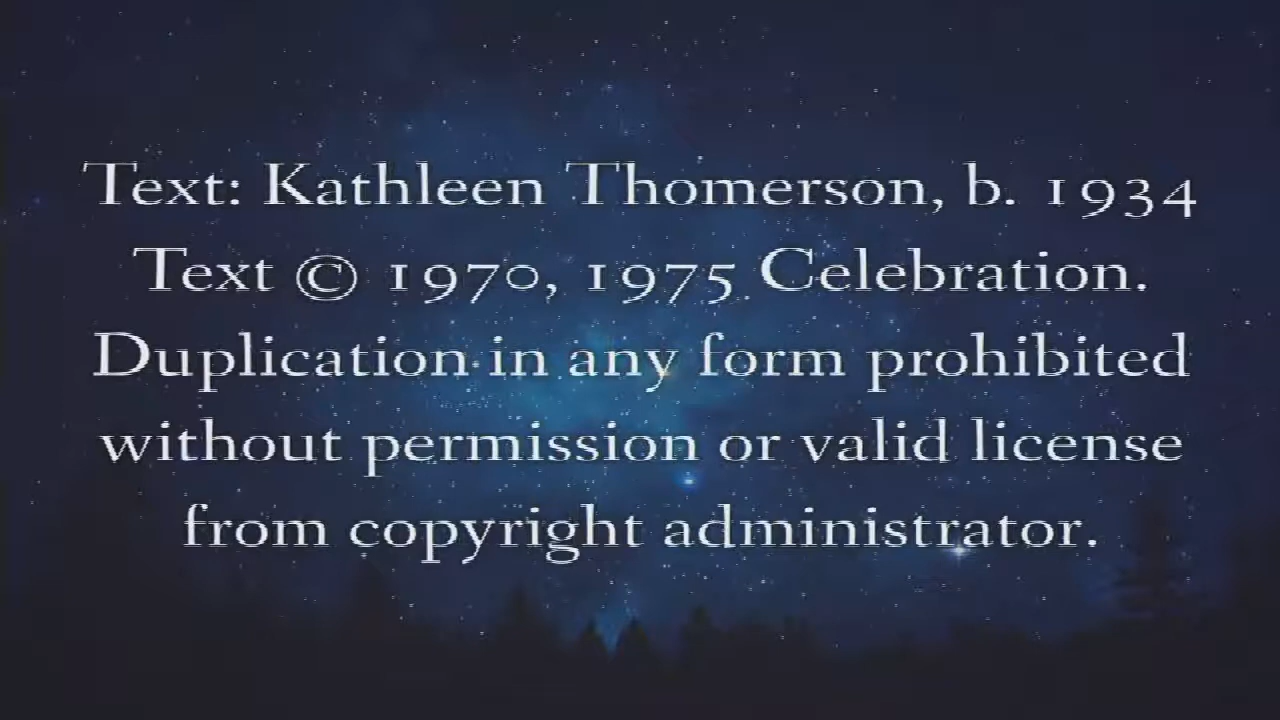 Text: Kathleen Thomerson, b. 1934
Text © 1970, 1975 Celebration.
Duplication in any form prohibited
without permission or valid license
from copyright administrator.